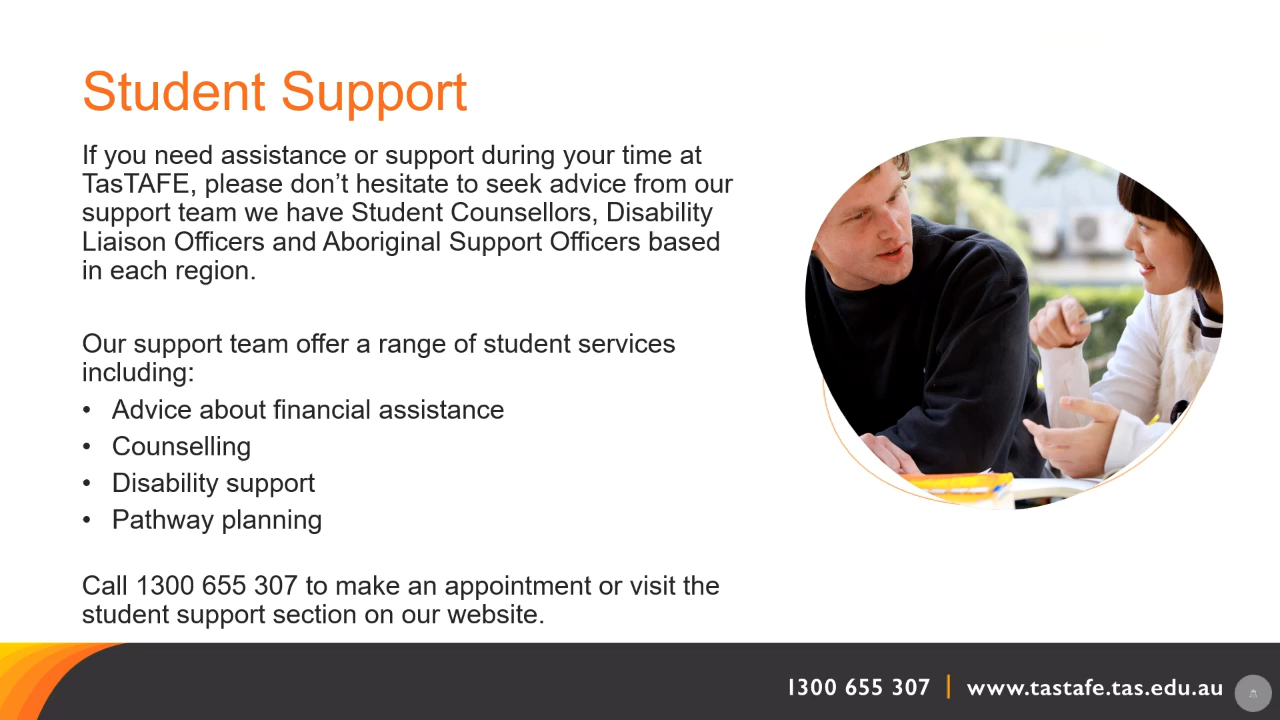 Student Support
If you need assistance or support during your time at
TasTAFE, please don’t hesitate to seek advice from our
support team we have Student Counsellors, Disability
Liaison Officers and Aboriginal Support Officers based
in each region.
Our support team offer a range of student services
including:
• Advice about financial assistance
• Counselling
• Disability support
• Pathway planning
Call 1300 655 307 to make an appointment or visit the
student support section on our website.
1300 655 307 | www.tastafe.tas.edu.au